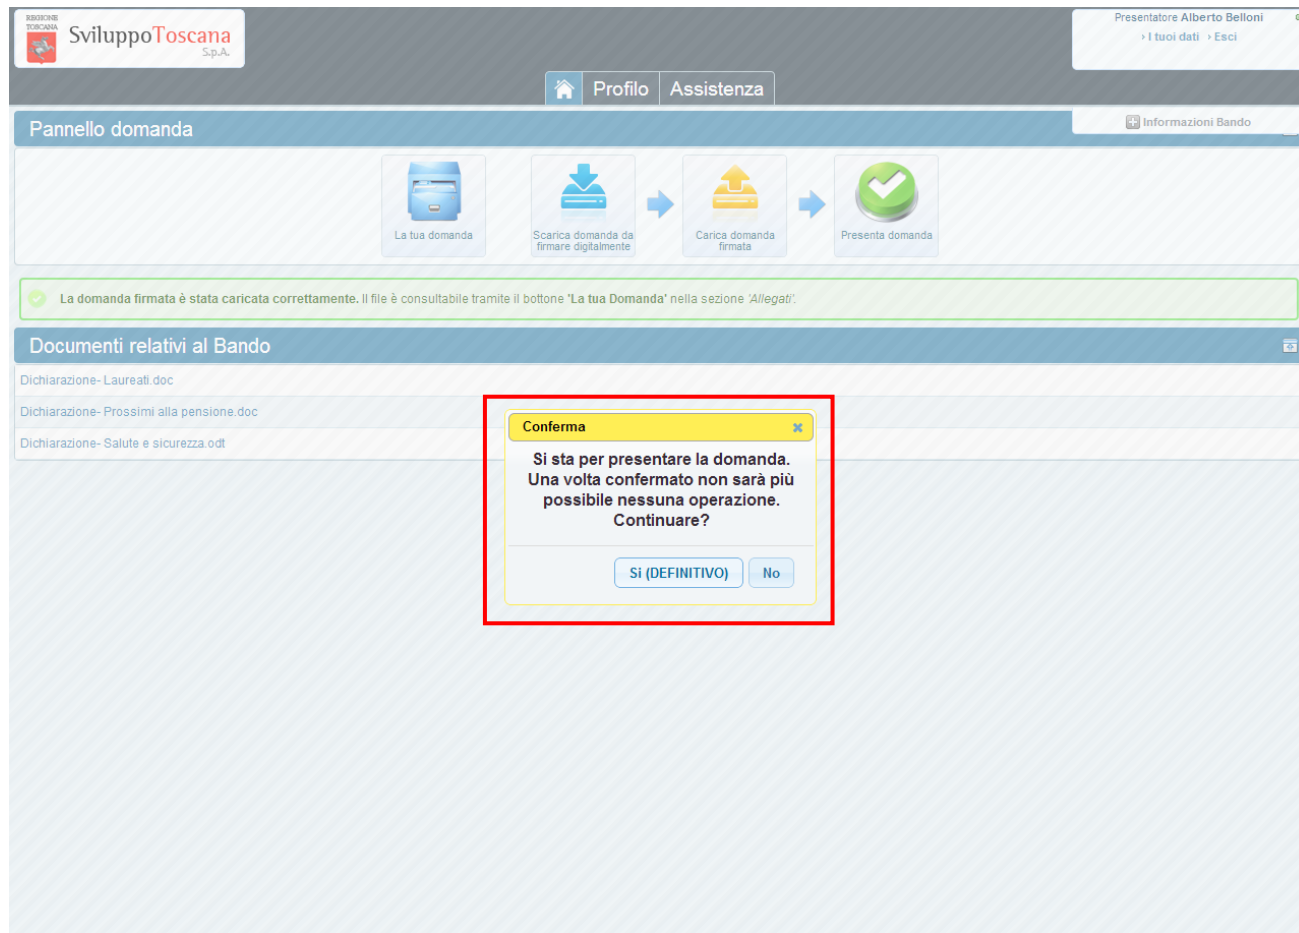 REGIONE
TOSCANA
SviluppoToscana
S.p.A.
Presentatore Alberto Belloni
› I tuoi dati › Esci
Profilo
Assistenza
Pannello domanda
Informazioni Bando
La tua domanda
Scarica domanda da
firmare digitalmente
Carica domanda
firmata
Presenta domanda
La domanda firmata è stata caricata correttamente. Il file è consultabile tramite il bottone 'La tua Domanda' nella sezione 'Allegati'.
Documenti relativi al Bando
Dichiarazione- Laureati.doc
Dichiarazione- Prossimi alla pensione.doc
Dichiarazione- Salute e sicurezza.odt
Conferma
Si sta per presentare la domanda.
Una volta confermato non sarà più
possibile nessuna operazione.
Continuare?
Si (DEFINITIVO)
No